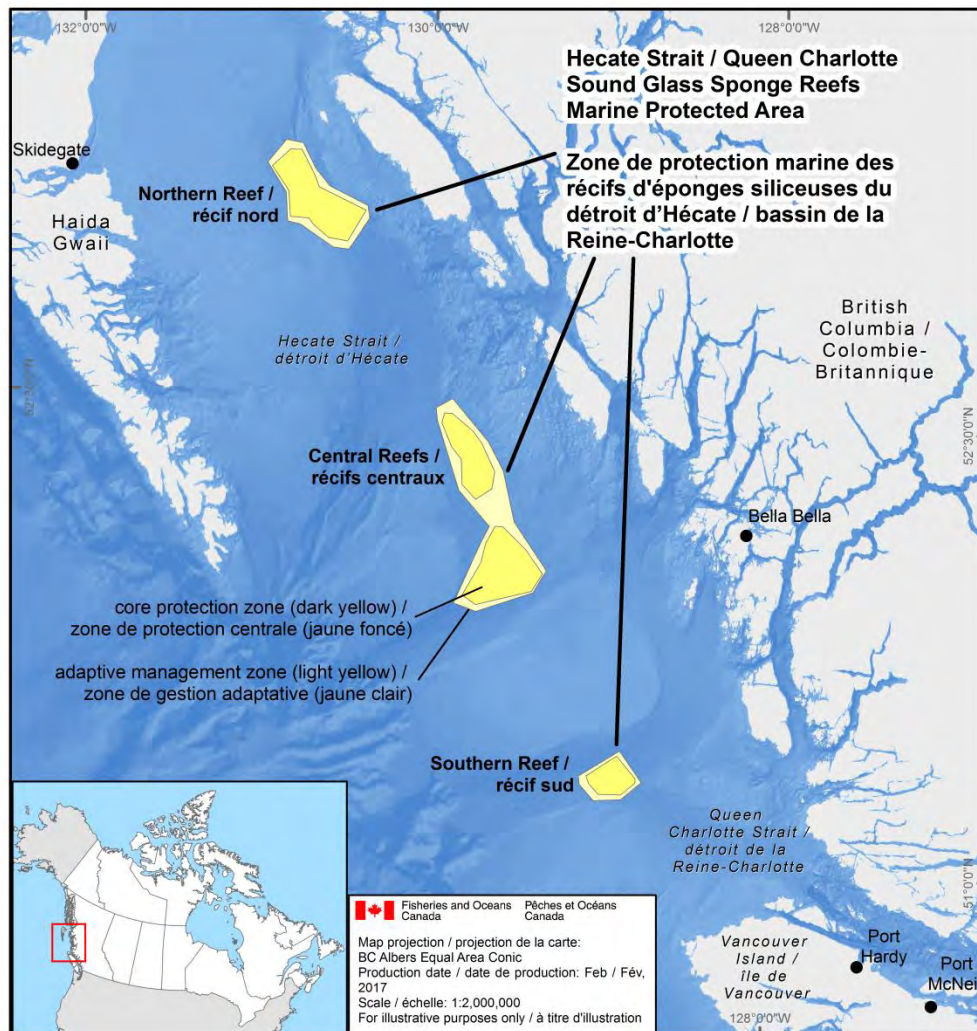 132°0'0"W
130°0'0"W
128°0'0"W
Hecate Strait / Queen Charlotte
Sound Glass Sponge Reefs
Marine Protected Area
Zone de protection marine des
récifs d'éponges siliceuses du
détroit d'Hécate / bassin de la
Reine-Charlotte
Skidegate
Northern Reef /
récif nord
Haida
Gwaii
Hecate Strait /
détroit d'Hécate
British
Columbia /
Colombie-
Britannique
52°30'0"N
Central Reefs /
récifs centraux
Bella Bella
core protection zone (dark yellow) /
zone de protection centrale (jaune foncé)
adaptive management zone (light yellow) /
zone de gestion adaptative (jaune clair)
Southern Reef /
récif sud
Queen
Charlotte Strait /
détroit de la
Reine-Charlotte
51°0'0"N
Vancouver
Island /
île de
Vancouver
Port
Hardy
Port
McNei
128°0'0"W
Fisheries and Oceans
Canada
Pêches et Océans
Canada
Map projection / projection de la carte:
BC Albers Equal Area Conic
Production date / date de production: Feb / Fév,
2017
Scale / échelle: 1:2,000,000
For illustrative purposes only / à titre d'illustration